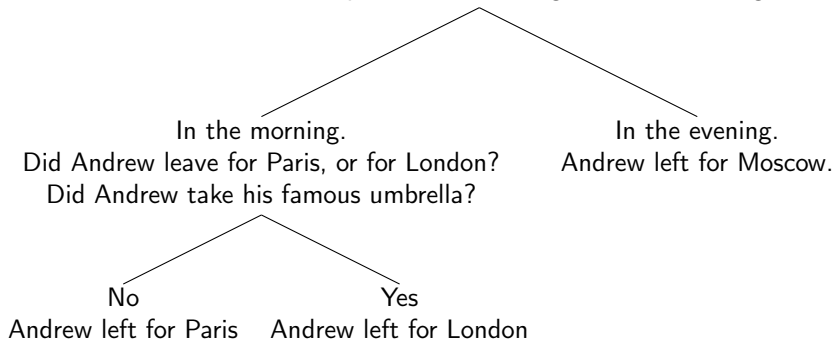 In the morning.
In the evening.
Did Andrew leave for Paris, or for London?
Andrew left for Moscow.
Did Andrew take his famous umbrella?
No
Yes
Andrew left for Paris
Andrew left for London